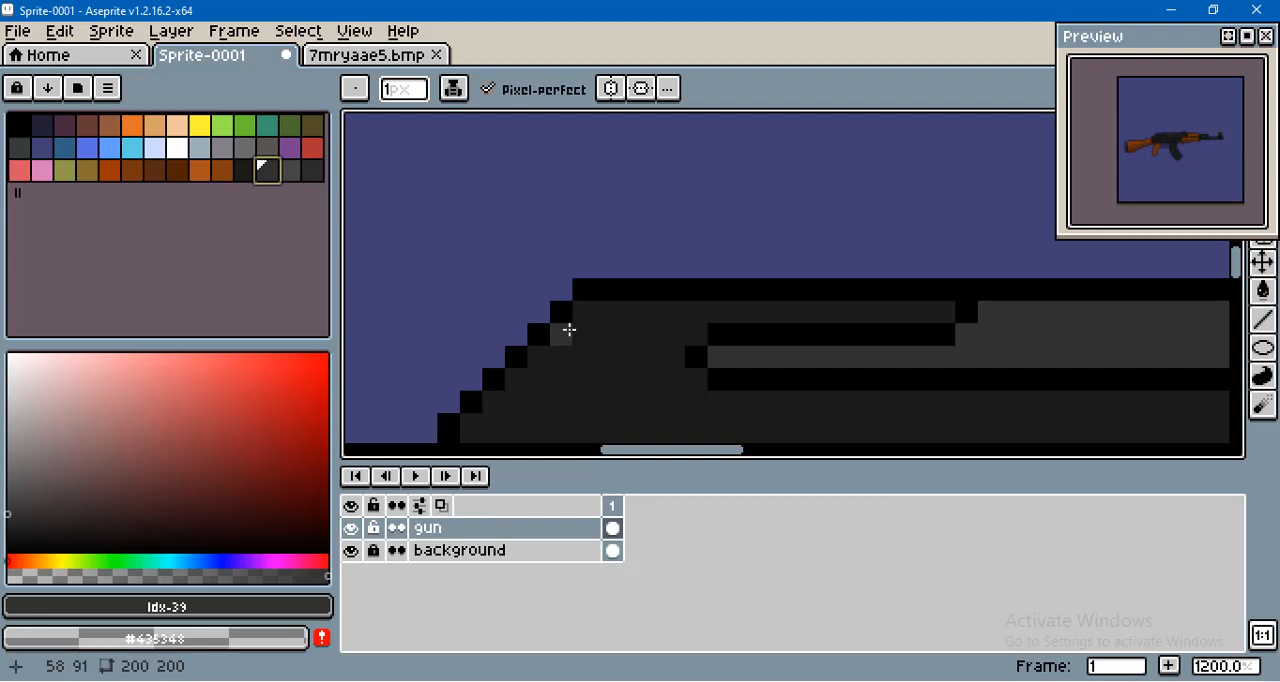 Sprite-0001 - Aseprite v1.2.16.2-x64
File Edit Sprite Layer Frame Select View Help
Preview
Home Sprite-0001 7mryaae5.bmp
1px Pixel-perfect
1
gun
background
Idx-39
Activate Windows
#435348
Go to Settings to activate Windows.
1:1
58 91 200 200 Frame: 1 1200.0%